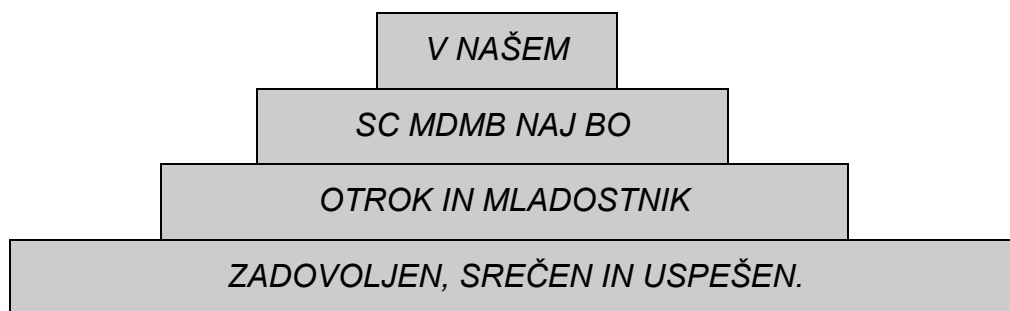 V NAŠEM
SC MDMB NAJ BO
OTROK IN MLADOSTNIK
ZADOVOLJEN, SREČEN IN USPEŠEN.